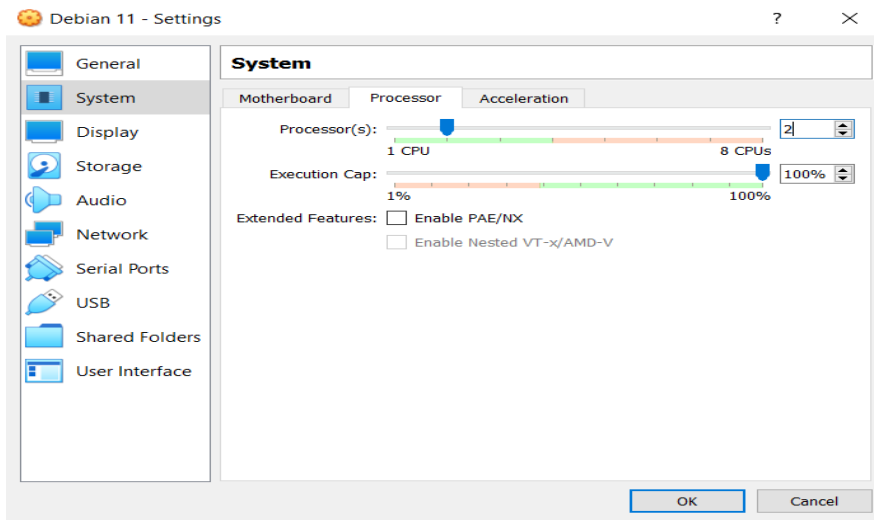 Debian 11 - Settings
?
General
System
Display
Storage
Audio
Network
Serial Ports
USB
Shared Folders
User Interface
System
Motherboard Processor Acceleration
Processor(s): 2
1 CPU 8 CPUs
Execution Cap: 100%
1% 100%
Extended Features: Enable PAE/NX
Enable Nested VT-x/AMD-V
OK Cancel